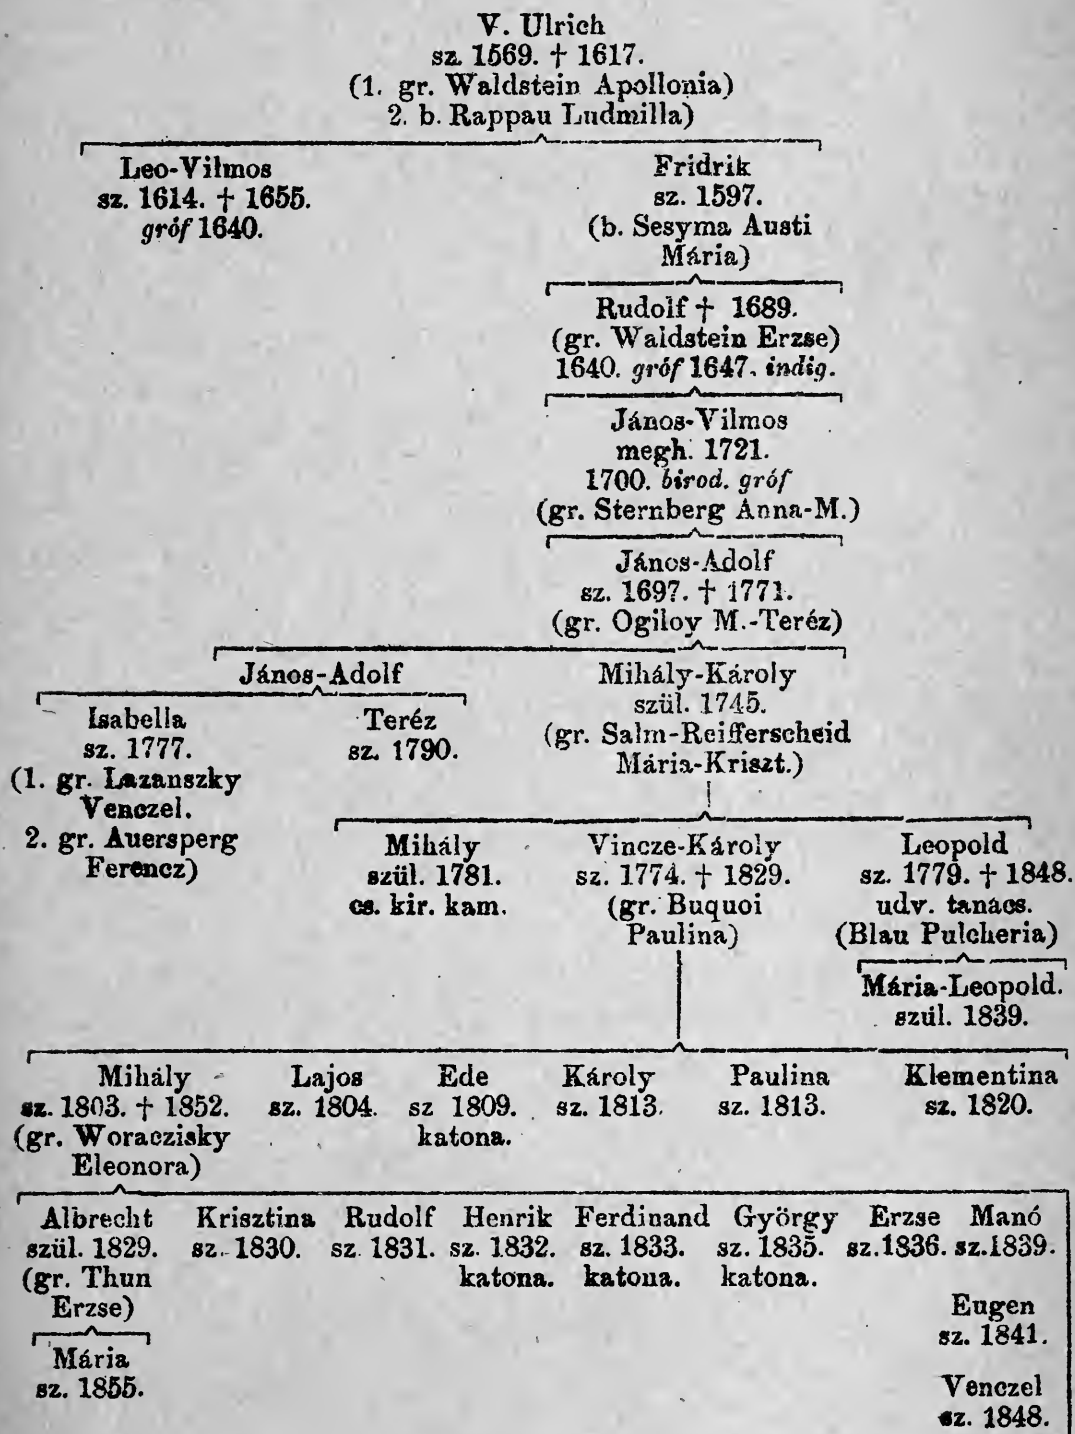 V. Ulrich
sz. 1569. † 1617.
(1. gr. Waldstein Apollonia)
2. b. Rappau Ludmilla)
Leo-Vilmos
sz. 1614. † 1655.
gróf 1640.
Fridrik
sz. 1597.
(b. Sesyma Austi
Mária)
Rudolf † 1689.
(gr. Waldstein Erzse)
1640. gróf 1647. indig.
János-Vilmos
megh. 1721.
1700. birod. gróf
(gr. Sternberg Anna-M.)
János-Adolf
sz. 1697. † 1771.
(gr. Ogiloy M.-Teréz)
János-Adolf
Mihály-Károly
szül. 1745.
(gr. Salm-Reifferscheid
Mária-Kriszt.)
Isabella
sz. 1777.
(1. gr. Lazanszky
Venczel.
2. gr. Auersperg
Ferencz)
Teréz
sz. 1790.
Mihály
szül. 1781.
cs. kir. kam.
Vincze-Károly
sz. 1774. † 1829.
(gr. Buquoi
Paulina)
Leopold
sz. 1779. † 1848.
udv. tanács.
(Blau Pulcheria)
Mária-Leopold.
szül. 1839.
Mihály
sz. 1803. † 1852.
(gr. Woraczisky
Eleonora)
Lajos
sz. 1804.
Ede
sz 1809.
katona.
Károly
sz. 1813.
Paulina
sz. 1813.
Klementina
sz. 1820.
Albrecht
szül. 1829.
(gr. Thun
Erzse)
Krisztina
sz. 1830.
Rudolf
sz. 1831.
Henrik
sz. 1832.
katona.
Ferdinand
sz. 1833.
katona.
György
sz. 1835.
katona.
Erzse
sz. 1836.
Manó
sz. 1839.
Eugen
sz. 1841.
Venczel
sz. 1848.
Mária
sz. 1855.